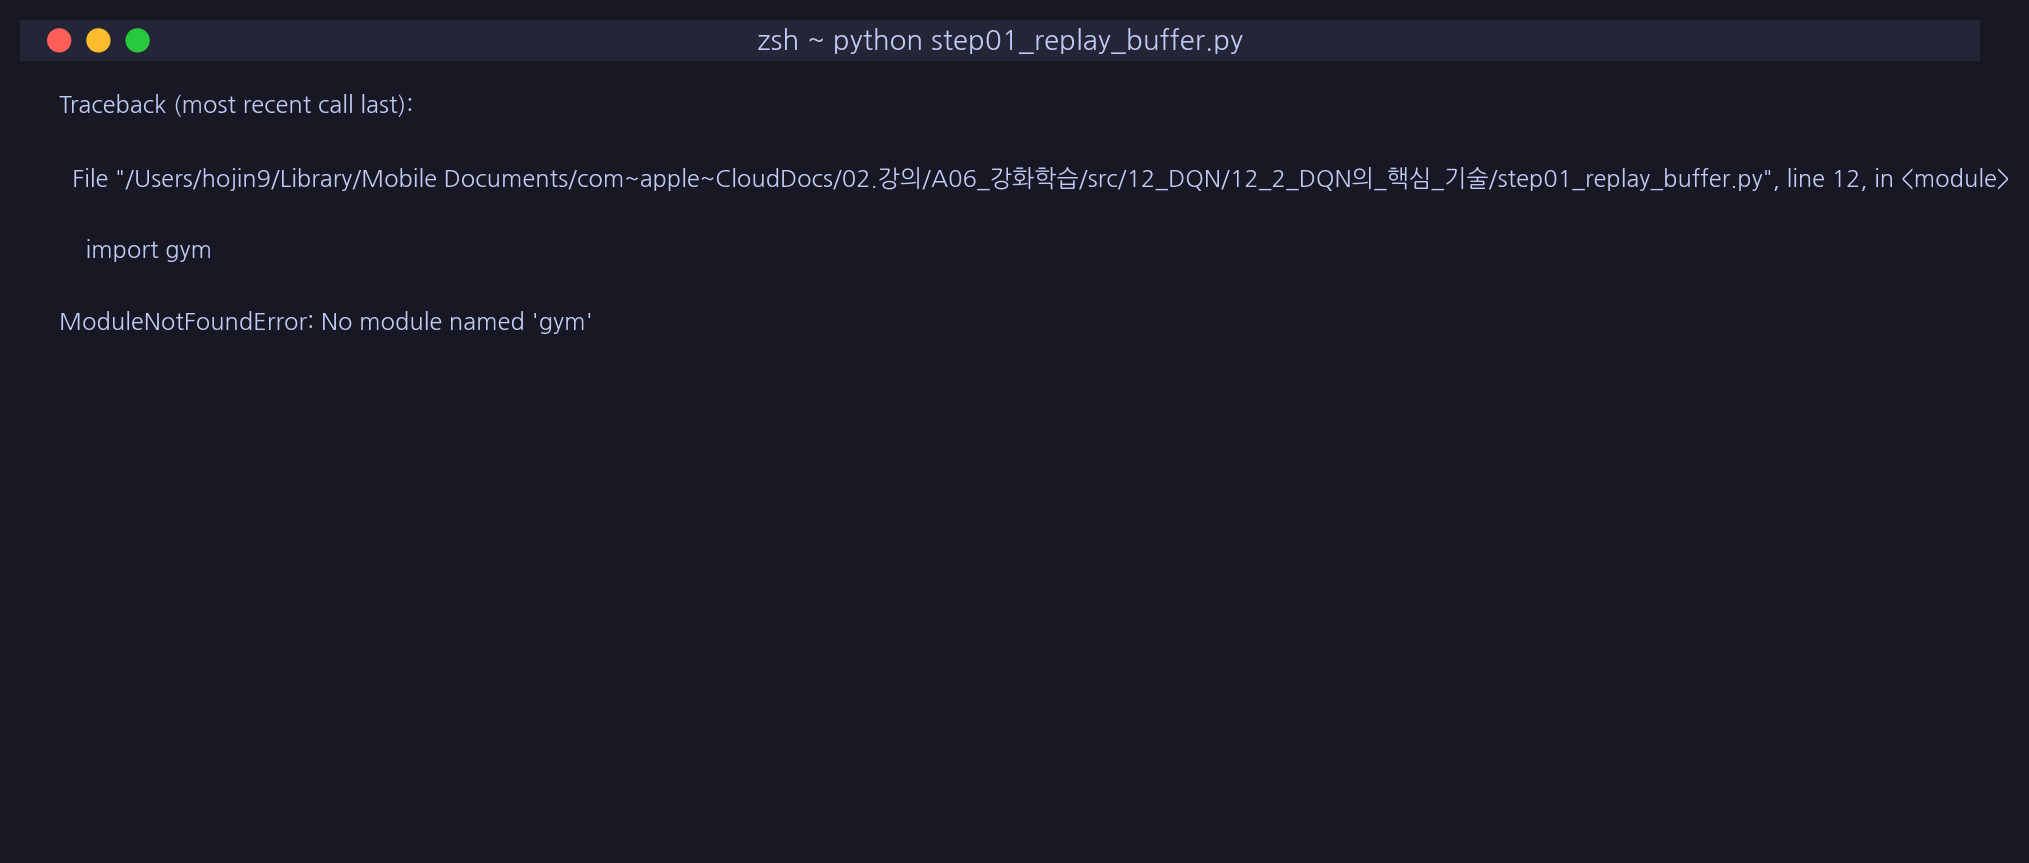 zsh ~ python step01_replay_buffer.py
Traceback (most recent call last):
File "/Users/hojin9/Library/Mobile Documents/com~apple~CloudDocs/02.강의/A06_강화학습/src/12_DQN/12_2_DQN의_핵심_기술/step01_replay_buffer.py", line 12, in <module>
import gym
ModuleNotFoundError: No module named 'gym'